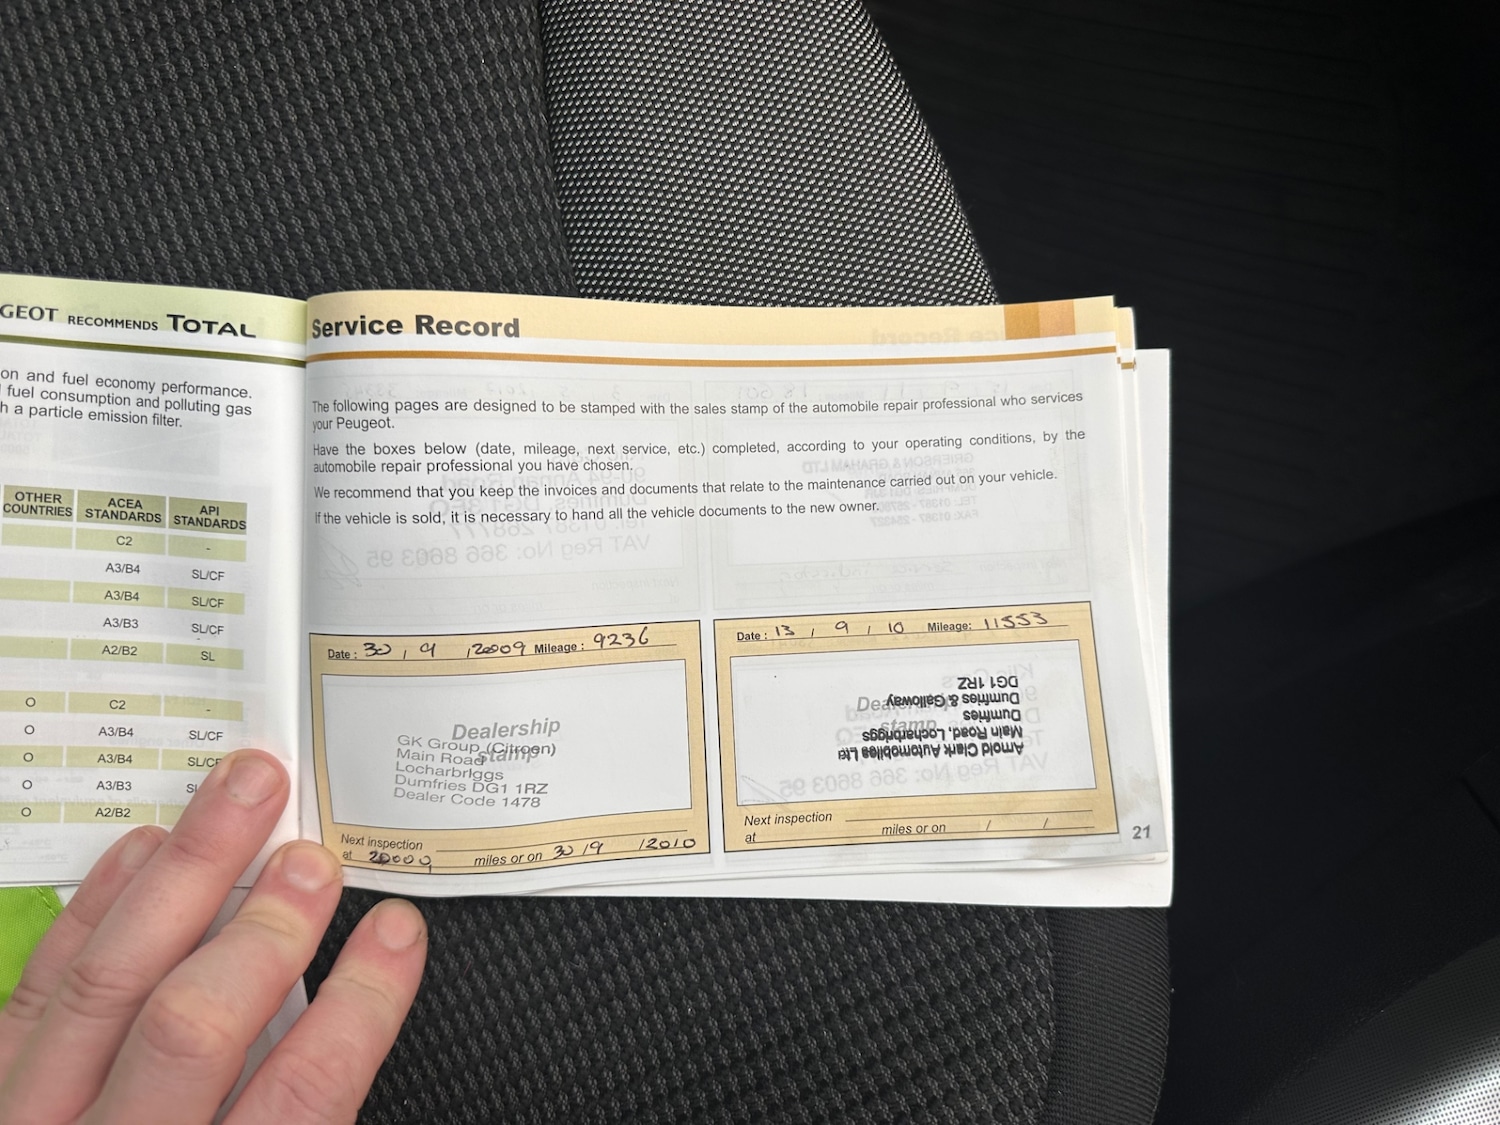 GEOT RECOMMENDS TOTAL
on and fuel economy performance.
fuel consumption and polluting gas
h a particle emission filter.
OTHER COUNTRIES ACEA STANDARDS API STANDARDS
C2 -
A3/B4 SL/CF
A3/B4 SL/CF
A3/B3 SL/CF
A2/B2 SL
O C2 -
O A3/B4 SL/CF
O A3/B4 SL/CF
O A3/B3
O A2/B2
Service Record
The following pages are designed to be stamped with the sales stamp of the automobile repair professional who services
your Peugeot.
Have the boxes below (date, mileage, next service, etc.) completed, according to your operating conditions, by the
automobile repair professional you have chosen.
We recommend that you keep the invoices and documents that relate to the maintenance carried out on your vehicle.
If the vehicle is sold, it is necessary to hand all the vehicle documents to the new owner.
Date : 30 / 9 / 2009 Mileage : 9236
Dealership
stamp
GK Group (Citroen)
Main Road
Locharbriggs
Dumfries DG1 1RZ
Dealer Code 1478
Next inspection
at 20000 miles or on 30 / 9 / 2010
Date : 13 / 9 / 10 Mileage: 11553
stamp
Arnold Clark Automobiles Ltd
Main Road, Locharbriggs
Dumfries
Dumfries & Galloway
DG1 1RZ
Next inspection
at miles or on / /
21